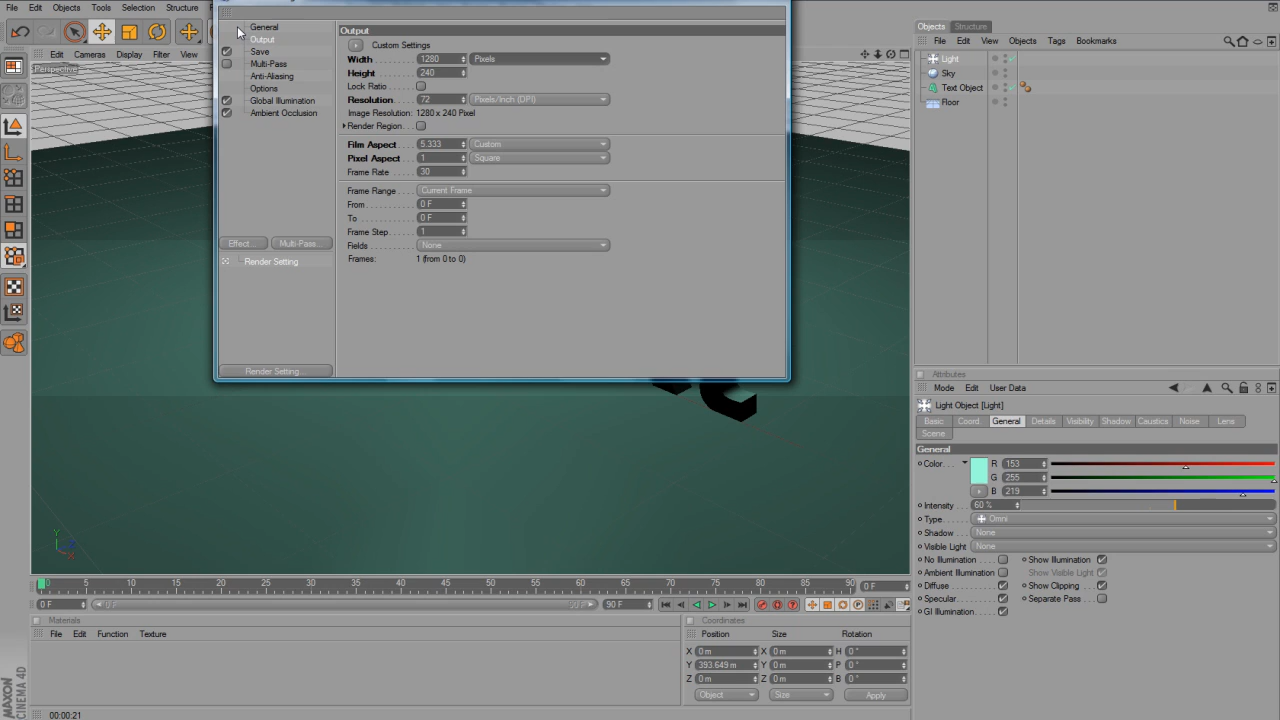 File Edit Objects Tools Selection Structure
Edit Cameras Display Filter View
Perspective
General
Output
Save
Multi-Pass
Anti-Aliasing
Options
Global Illumination
Ambient Occlusion
Effect... Multi-Pass...
Render Setting
Render Setting...
Output
Custom Settings
Width 1280 Pixels
Height 240
Lock Ratio
Resolution 72 Pixels/Inch (DPI)
Image Resolution: 1280 x 240 Pixel
Render Region
Film Aspect 5.333 Custom
Pixel Aspect 1 Square
Frame Rate 30
Frame Range Current Frame
From 0 F
To 0 F
Frame Step 1
Fields None
Frames: 1 (from 0 to 0)
Objects Structure
File Edit View Objects Tags Bookmarks
Light
Sky
Text Object
Floor
Attributes
Mode Edit User Data
Light Object [Light]
Basic Coord General Details Visibility Shadow Caustics Noise Lens
Scene
General
Color R 153
G 255
B 219
Intensity 60 %
Type Omni
Shadow None
Visible Light None
No Illumination Show Illumination
Ambient Illumination Show Visible Light
Diffuse Show Clipping
Specular Separate Pass
GI Illumination
Y X
0 5 10 15 20 25 30 35 40 45 50 55 60 65 70 75 80 85 90 0 F
0 F 0 F 90 F 90 F
Materials
File Edit Function Texture
Coordinates
Position Size Rotation
X 0 m X 0 m H 0 °
Y 393.649 m Y 0 m P 0 °
Z 0 m Z 0 m B 0 °
Object Size Apply
MAXON
CINEMA 4D
00:00:21